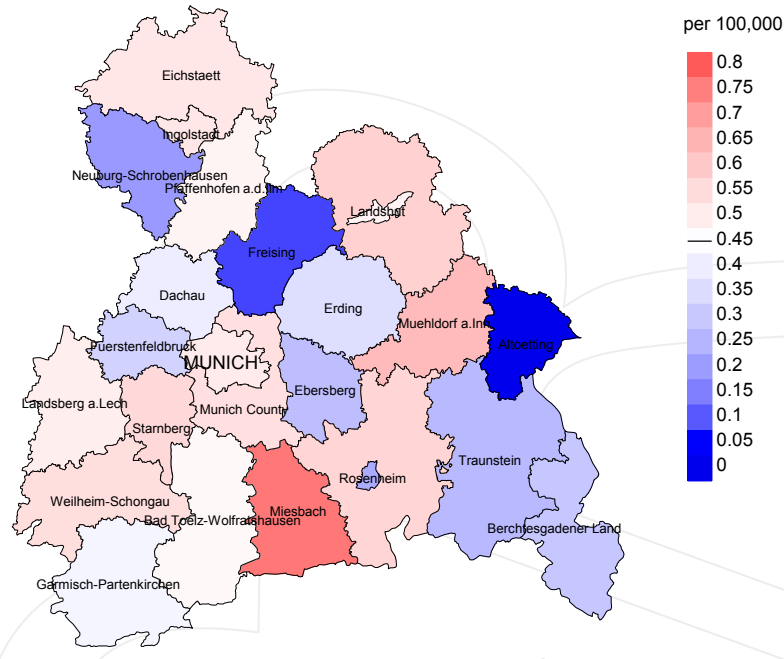 per 100,000
0.8
0.75
0.7
0.65
0.6
0.55
0.5
0.45
0.4
0.35
0.3
0.25
0.2
0.15
0.1
0.05
0
Eichstaett
Ingolstadt
Neuburg-Schrobenhausen
Pfaffenhofen a.d.Ilm
Landshut
Freising
Dachau
Erding
Muehldorf a.Inn
Altoetting
Fuerstenfeldbruck
MUNICH
Ebersberg
Landsberg a.Lech
Munich County
Starnberg
Traunstein
Rosenheim
Weilheim-Schongau
Miesbach
Bad Toelz-Wolfratshausen
Berchtesgadener Land
Garmisch-Partenkirchen